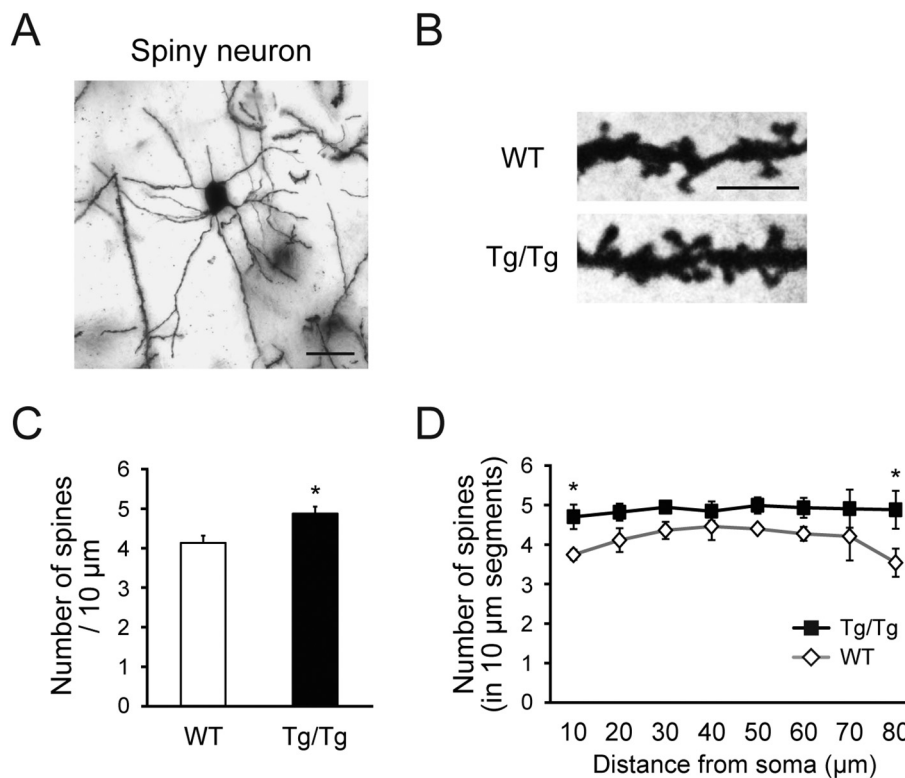 A
Spiny neuron
B
WT
Tg/Tg
C
Number of spines
/ 10 µm
6
5
4
3
2
1
0
*
WT
Tg/Tg
D
Number of spines
(in 10 µm segments)
6
5
4
3
2
1
0
*
*
Tg/Tg
WT
10 20 30 40 50 60 70 80
Distance from soma (µm)